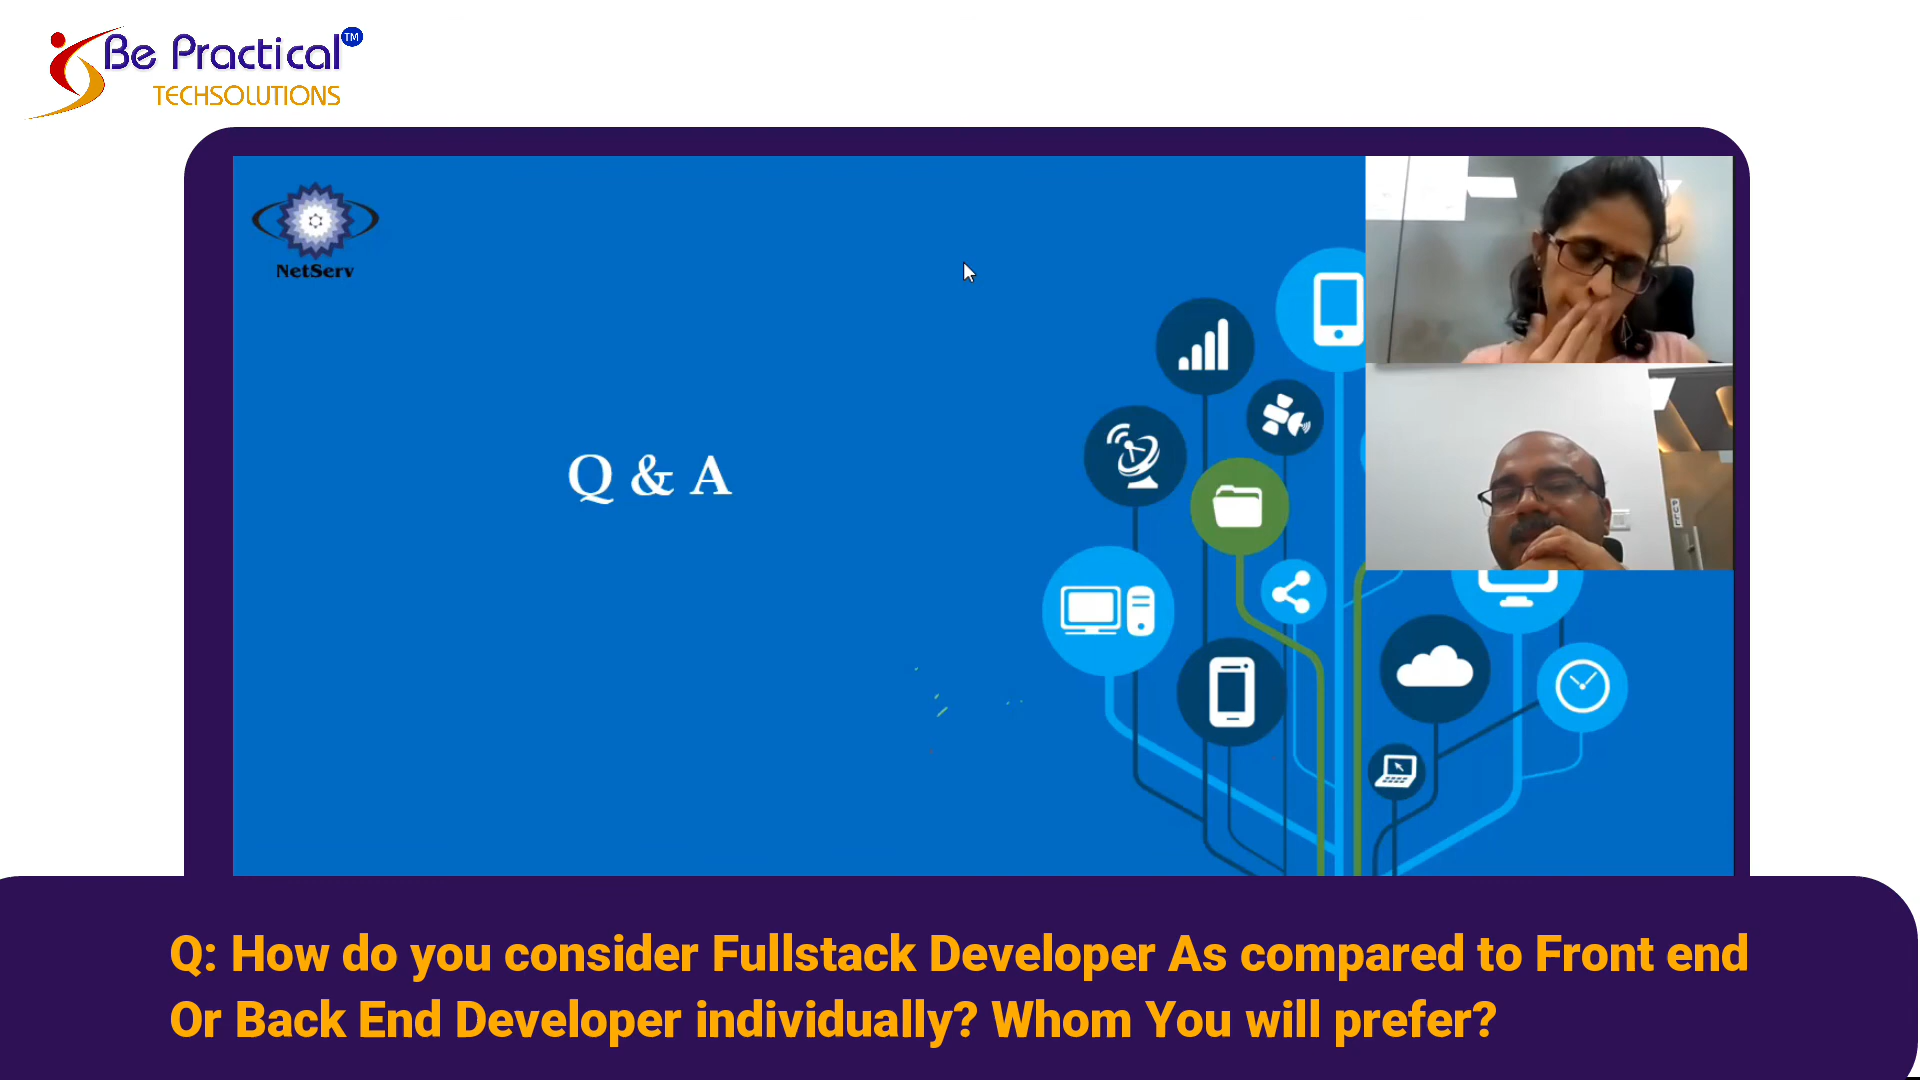 Be Practical TM
TECHSOLUTIONS
NetServ
Q & A
Q: How do you consider Fullstack Developer As compared to Front end
Or Back End Developer individually? Whom You will prefer?